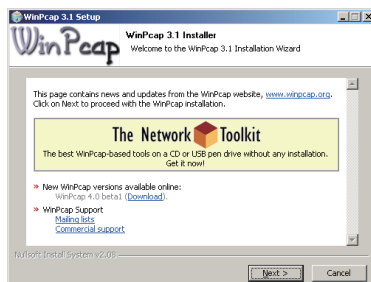 WinPcap 3.1 Setup
WinPcap
WinPcap 3.1 Installer
Welcome to the WinPcap 3.1 Installation Wizard
This page contains news and updates from the WinPcap website, www.winpcap.org.
Click on Next to proceed with the WinPcap installation.
The Network Toolkit
The best WinPcap-based tools on a CD or USB pen drive without any installation.
Get it now!
» New WinPcap versions available online:
WinPcap 4.0 beta1 (Download).
» WinPcap Support
Mailing lists
Commercial support
Nullsoft Install System v2.08
Next >
Cancel